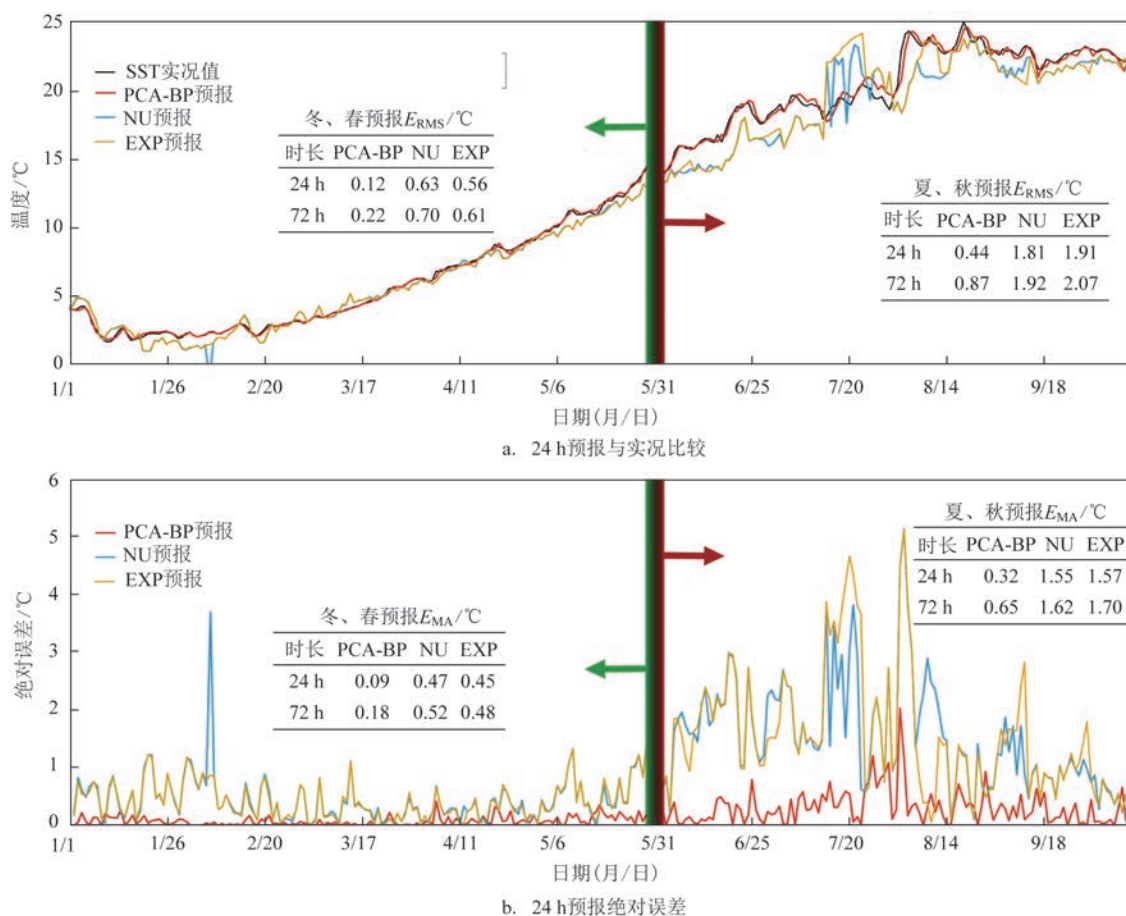 25
20
15
10
5
0
温度/℃
SST实况值
PCA-BP预报
NU预报
EXP预报
冬、春预报ERMS/℃
时长 PCA-BP NU EXP
24 h 0.12 0.63 0.56
72 h 0.22 0.70 0.61
夏、秋预报ERMS/℃
时长 PCA-BP NU EXP
24 h 0.44 1.81 1.91
72 h 0.87 1.92 2.07
1/1 1/26 2/20 3/17 4/11 5/6 5/31 6/25 7/20 8/14 9/18
日期(月/日)
a. 24 h预报与实况比较
6
5
4
3
2
1
0
绝对误差/℃
PCA-BP预报
NU预报
EXP预报
冬、春预报EMA/℃
时长 PCA-BP NU EXP
24 h 0.09 0.47 0.45
72 h 0.18 0.52 0.48
夏、秋预报EMA/℃
时长 PCA-BP NU EXP
24 h 0.32 1.55 1.57
72 h 0.65 1.62 1.70
1/1 1/26 2/20 3/17 4/11 5/6 5/31 6/25 7/20 8/14 9/18
日期(月/日)
b. 24 h预报绝对误差